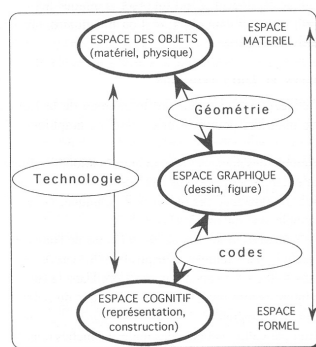 ESPACE DES OBJETS
(matériel, physique)
ESPACE
MATERIEL
Géométrie
Technologie
ESPACE GRAPHIQUE
(dessin, figure)
codes
ESPACE COGNITIF
(représentation,
construction)
ESPACE
FORMEL